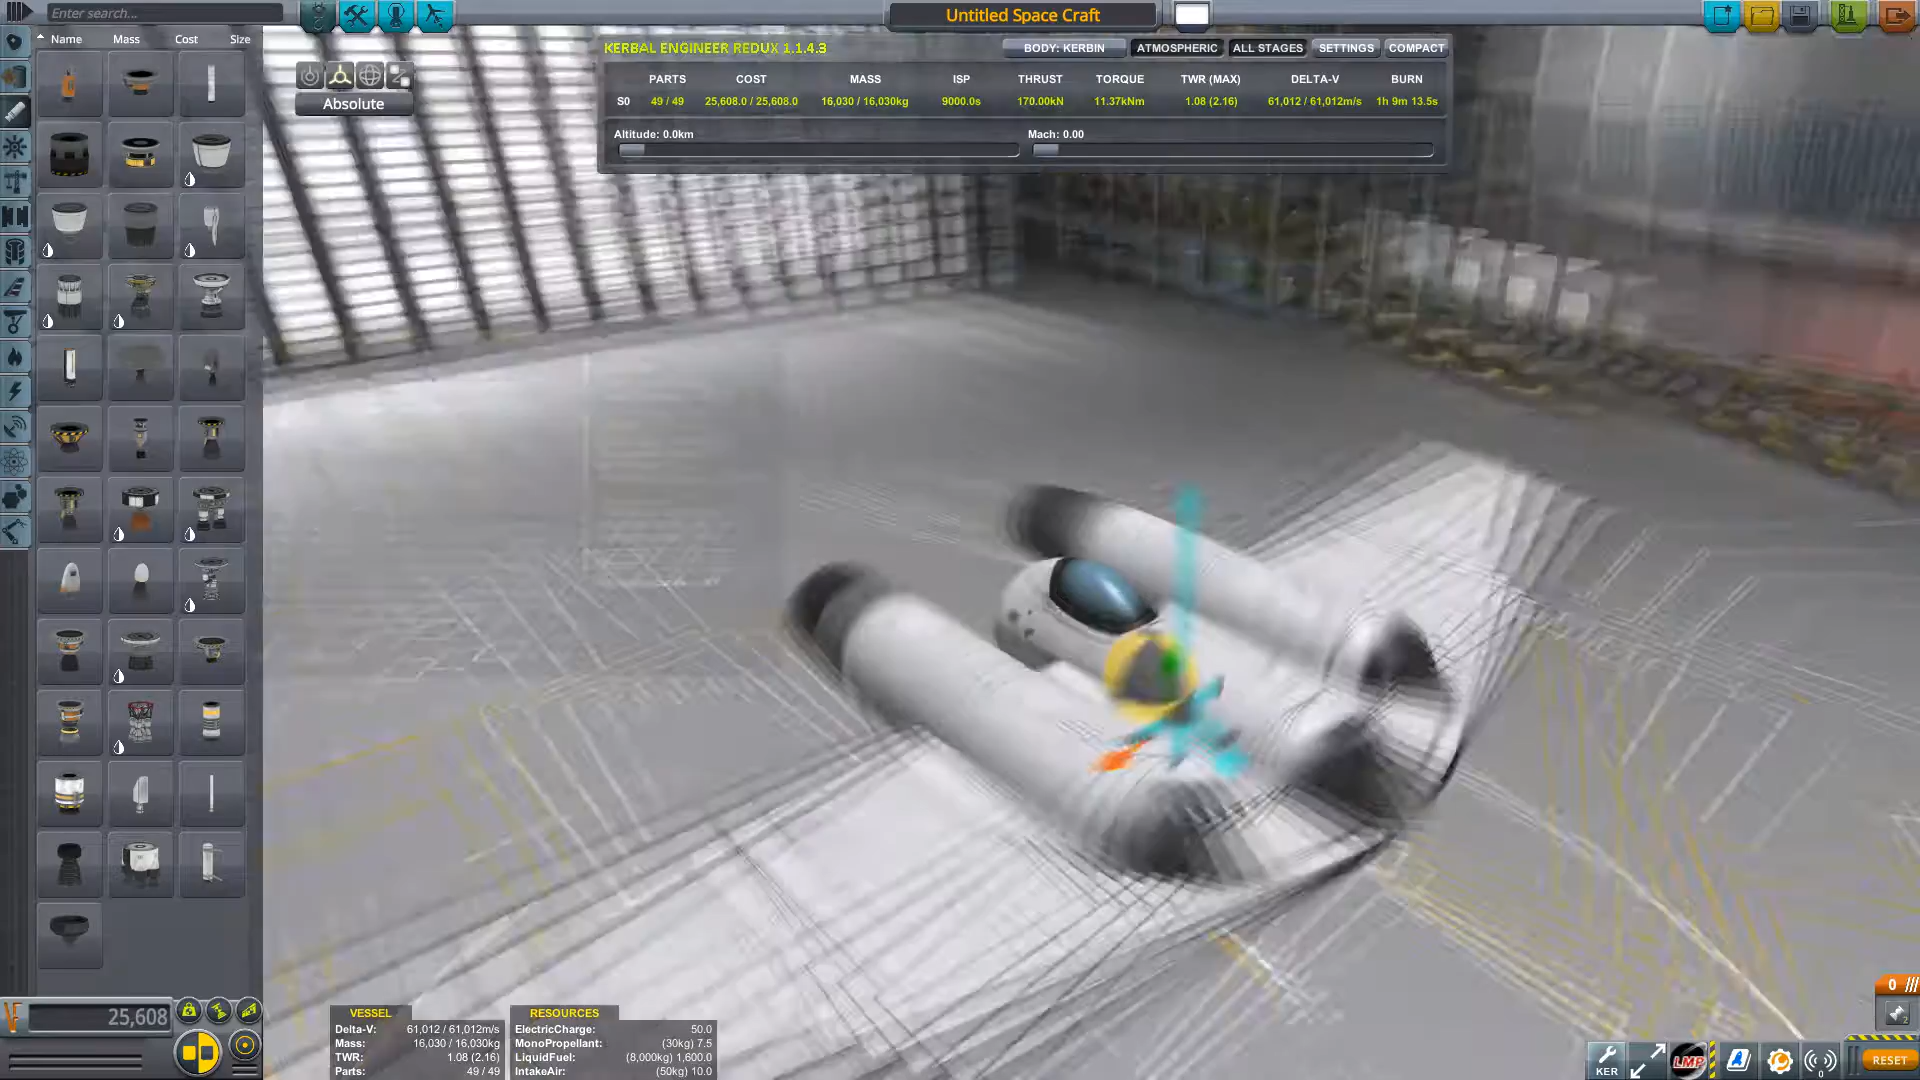 Enter search...
Untitled Space Craft
Name Mass Cost Size
Absolute
KERBAL ENGINEER REDUX 1.1.4.3
BODY: KERBIN ATMOSPHERIC ALL STAGES SETTINGS COMPACT
PARTS COST MASS ISP THRUST TORQUE TWR (MAX) DELTA-V BURN
S0 49 / 49 25,608.0 / 25,608.0 16,030 / 16,030kg 9000.0s 170.00kN 11.37kNm 1.08 (2.16) 61,012 / 61,012m/s 1h 9m 13.5s
Altitude: 0.0km Mach: 0.00
25,608
VESSEL
Delta-V: 61,012 / 61,012m/s
Mass: 16,030 / 16,030kg
TWR: 1.08 (2.16)
Parts: 49 / 49
RESOURCES
ElectricCharge: 50.0
MonoPropellant: (30kg) 7.5
LiquidFuel: (8,000kg) 1,600.0
IntakeAir: (50kg) 10.0
0
2
KER
LMP
0
RESET